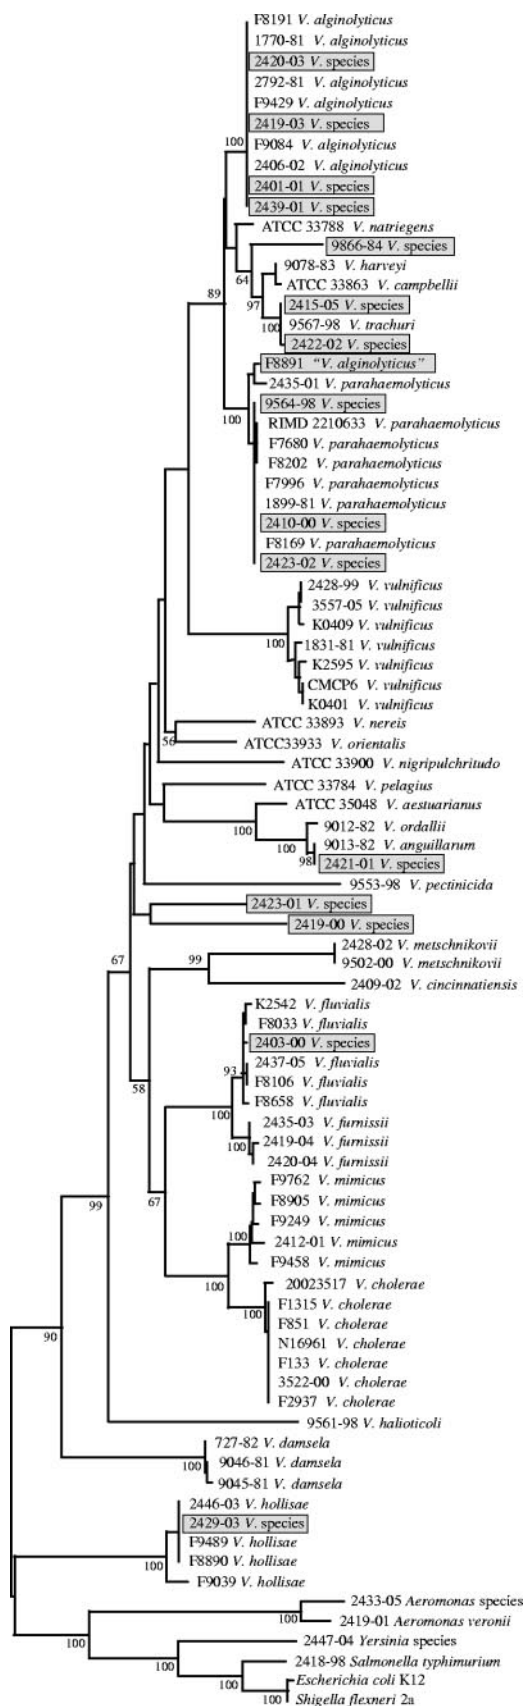 F8191 V. alginolyticus
1770-81 V. alginolyticus
2420-03 V. species
2792-81 V. alginolyticus
F9429 V. alginolyticus
2419-03 V. species
100
F9084 V. alginolyticus
2406-02 V. alginolyticus
2401-01 V. species
2439-01 V. species
ATCC 33788 V. natriegens
9866-84 V. species
9078-83 V. harveyi
64
ATCC 33863 V. campbellii
89
97
2415-05 V. species
9567-98 V. trachuri
100
2422-02 V. species
F8891 “V. alginolyticus”
2435-01 V. parahaemolyticus
9564-98 V. species
100
RIMD 2210633 V. parahaemolyticus
F7680 V. parahaemolyticus
F8202 V. parahaemolyticus
F7996 V. parahaemolyticus
1899-81 V. parahaemolyticus
2410-00 V. species
F8169 V. parahaemolyticus
2423-02 V. species
2428-99 V. vulnificus
3557-05 V. vulnificus
K0409 V. vulnificus
100
1831-81 V. vulnificus
K2595 V. vulnificus
CMCP6 V. vulnificus
K0401 V. vulnificus
ATCC 33893 V. nereis
56
ATCC33933 V. orientalis
ATCC 33900 V. nigripulchritudo
ATCC 33784 V. pelagius
ATCC 35048 V. aestuarianus
100
9012-82 V. ordallii
100
9013-82 V. anguillarum
98
2421-01 V. species
9553-98 V. pectinicida
2423-01 V. species
2419-00 V. species
2428-02 V. metschnikovii
99
67
9502-00 V. metschnikovii
2409-02 V. cincinnatiensis
K2542 V. fluvialis
F8033 V. fluvialis
2403-00 V. species
2437-05 V. fluvialis
93
F8106 V. fluvialis
58
F8658 V. fluvialis
100
2435-03 V. furnissii
2419-04 V. furnissii
100
2420-04 V. furnissii
F9762 V. mimicus
F8905 V. mimicus
99
67
F9249 V. mimicus
100
2412-01 V. mimicus
F9458 V. mimicus
100
20023517 V. cholerae
F1315 V. cholerae
100
F851 V. cholerae
90
N16961 V. cholerae
F133 V. cholerae
3522-00 V. cholerae
F2937 V. cholerae
9561-98 V. halioticoli
727-82 V. damsela
9046-81 V. damsela
100
9045-81 V. damsela
2446-03 V. hollisae
2429-03 V. species
F9489 V. hollisae
F8890 V. hollisae
100
F9039 V. hollisae
2433-05 Aeromonas species
100
2419-01 Aeromonas veronii
100
2447-04 Yersinia species
100
2418-98 Salmonella typhimurium
100
Escherichia coli K12
100
Shigella flexneri 2a